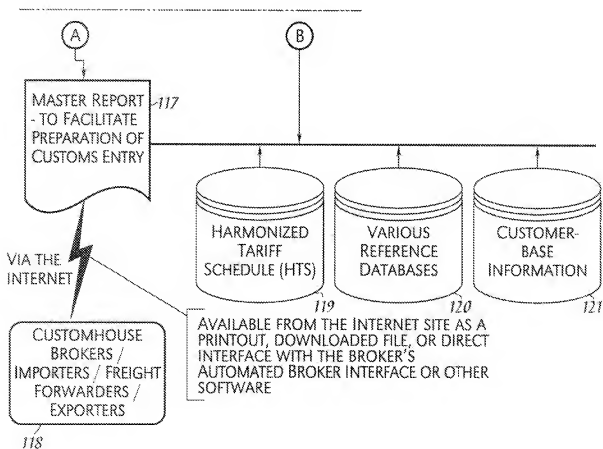 A
B
MASTER REPORT
- TO FACILITATE
PREPARATION OF
CUSTOMS ENTRY
117
HARMONIZED
TARIFF
SCHEDULE (HTS)
119
VARIOUS
REFERENCE
DATABASES
120
CUSTOMER-
BASE
INFORMATION
121
VIA THE
INTERNET
AVAILABLE FROM THE INTERNET SITE AS A
PRINTOUT, DOWNLOADED FILE, OR DIRECT
INTERFACE WITH THE BROKER'S
AUTOMATED BROKER INTERFACE OR OTHER
SOFTWARE
CUSTOMHOUSE
BROKERS /
IMPORTERS / FREIGHT
FORWARDERS /
EXPORTERS
118